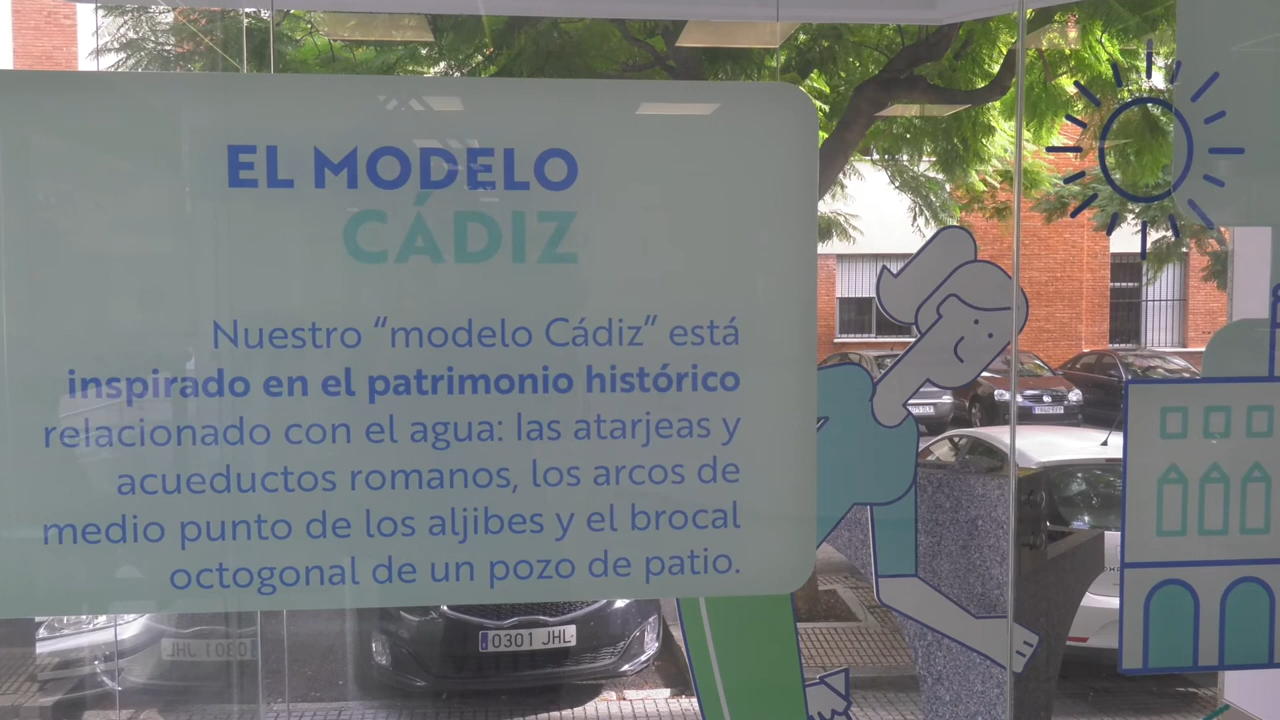 EL MODELO
CÁDIZ
Nuestro “modelo Cádiz” está
inspirado en el patrimonio histórico
relacionado con el agua: las atarjeas y
acueductos romanos, los arcos de
medio punto de los aljibes y el brocal
octogonal de un pozo de patio.
0301 JHL